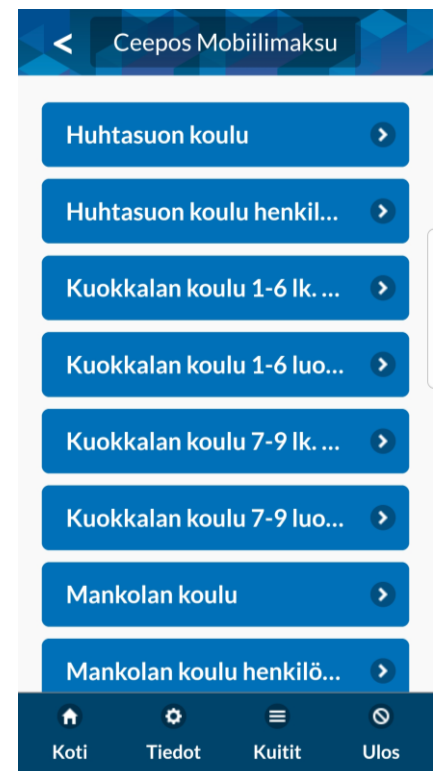 <
Ceepos Mobiilimaksu
Huhtasuon koulu
Huhtasuon koulu henkil...
Kuokkalan koulu 1-6 lk. ...
Kuokkalan koulu 1-6 luo...
Kuokkalan koulu 7-9 lk. ...
Kuokkalan koulu 7-9 luo...
Mankolan koulu
Mankolan koulu henkilö...
Koti Tiedot Kuitit Ulos